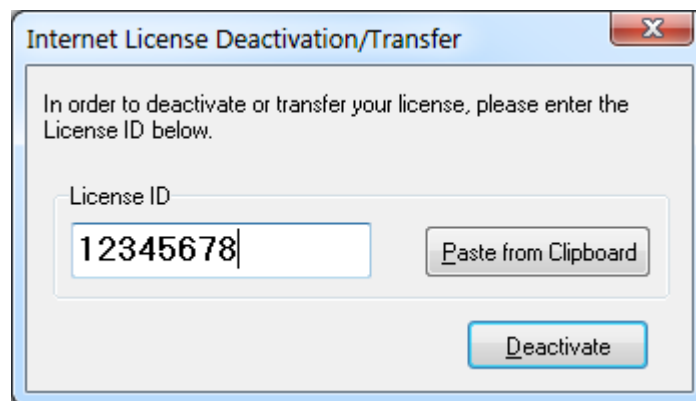 Internet License Deactivation/Transfer
In order to deactivate or transfer your license, please enter the
License ID below.
License ID
12345678
Paste from Clipboard
Deactivate